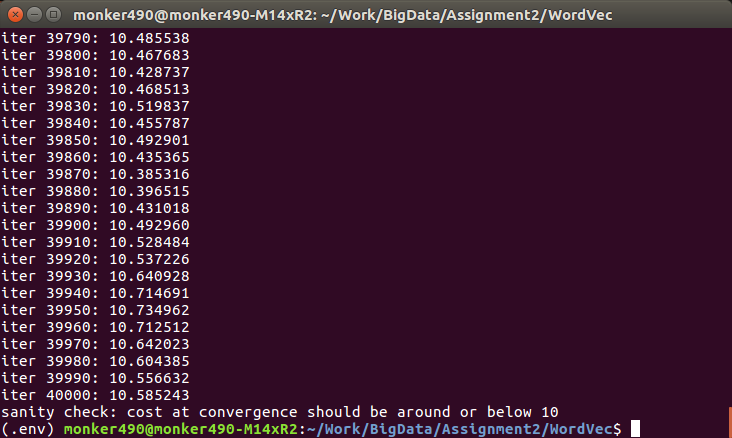 monker490@monker490-M14xR2: ~/Work/BigData/Assignment2/WordVec
iter 39790: 10.485538
iter 39800: 10.467683
iter 39810: 10.428737
iter 39820: 10.468513
iter 39830: 10.519837
iter 39840: 10.455787
iter 39850: 10.492901
iter 39860: 10.435365
iter 39870: 10.385316
iter 39880: 10.396515
iter 39890: 10.431018
iter 39900: 10.492960
iter 39910: 10.528484
iter 39920: 10.537226
iter 39930: 10.640928
iter 39940: 10.714691
iter 39950: 10.734962
iter 39960: 10.712512
iter 39970: 10.642023
iter 39980: 10.604385
iter 39990: 10.556632
iter 40000: 10.585243
sanity check: cost at convergence should be around or below 10
(.env) monker490@monker490-M14xR2:~/Work/BigData/Assignment2/WordVec$